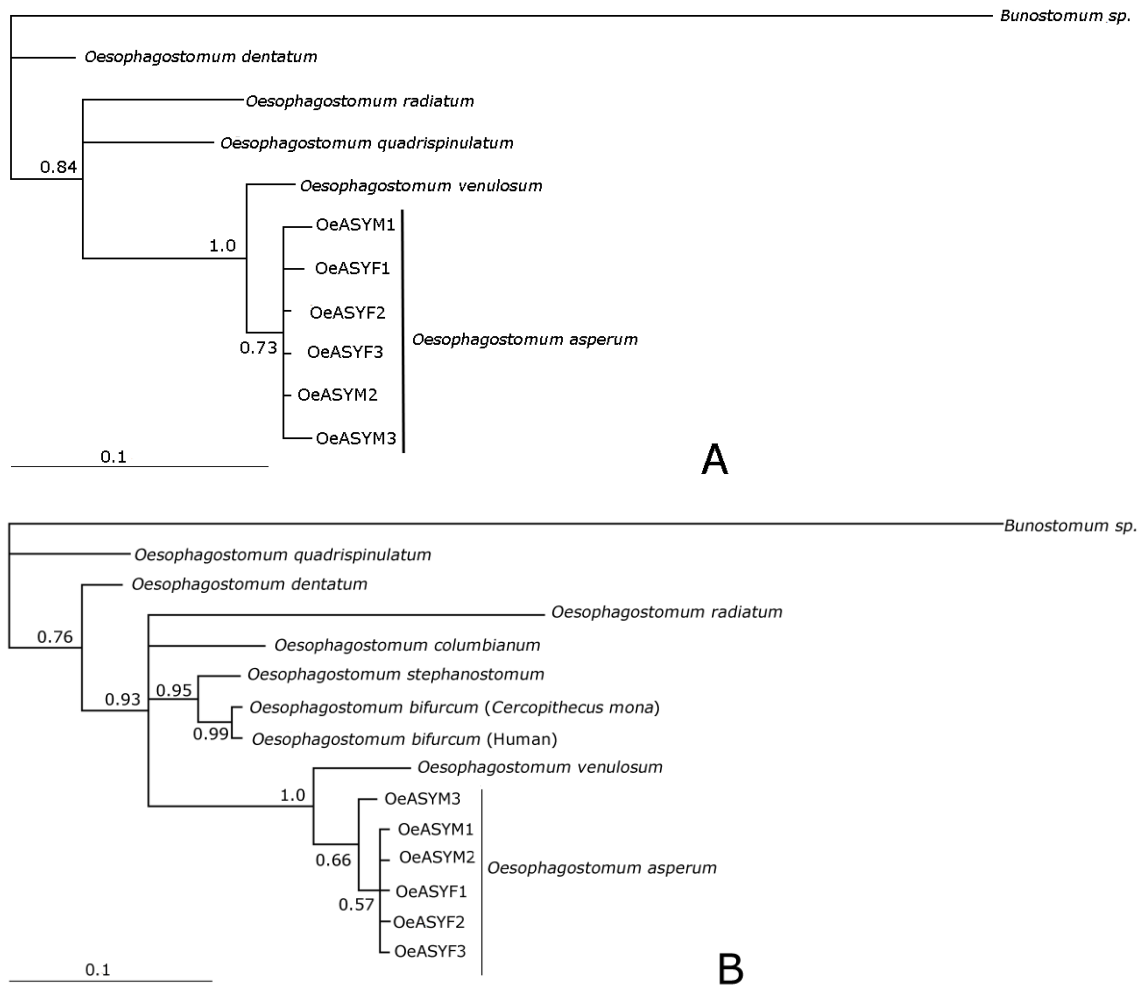 Bunostomum sp.
Oesophagostomum dentatum
Oesophagostomum radiatum
Oesophagostomum quadrispinulatum
0.84
Oesophagostomum venulosum
OeASYM1
1.0
OeASYF1
OeASYF2
Oesophagostomum asperum
0.73
OeASYF3
OeASYM2
OeASYM3
0.1
A
Bunostomum sp.
Oesophagostomum quadrispinulatum
Oesophagostomum dentatum
Oesophagostomum radiatum
0.76
Oesophagostomum columbianum
Oesophagostomum stephanostomum
0.95
0.93
Oesophagostomum bifurcum (Cercopithecus mona)
0.99
Oesophagostomum bifurcum (Human)
Oesophagostomum venulosum
1.0
OeASYM3
OeASYM1
0.66
OeASYM2
Oesophagostomum asperum
OeASYF1
0.57
OeASYF2
OeASYF3
0.1
B